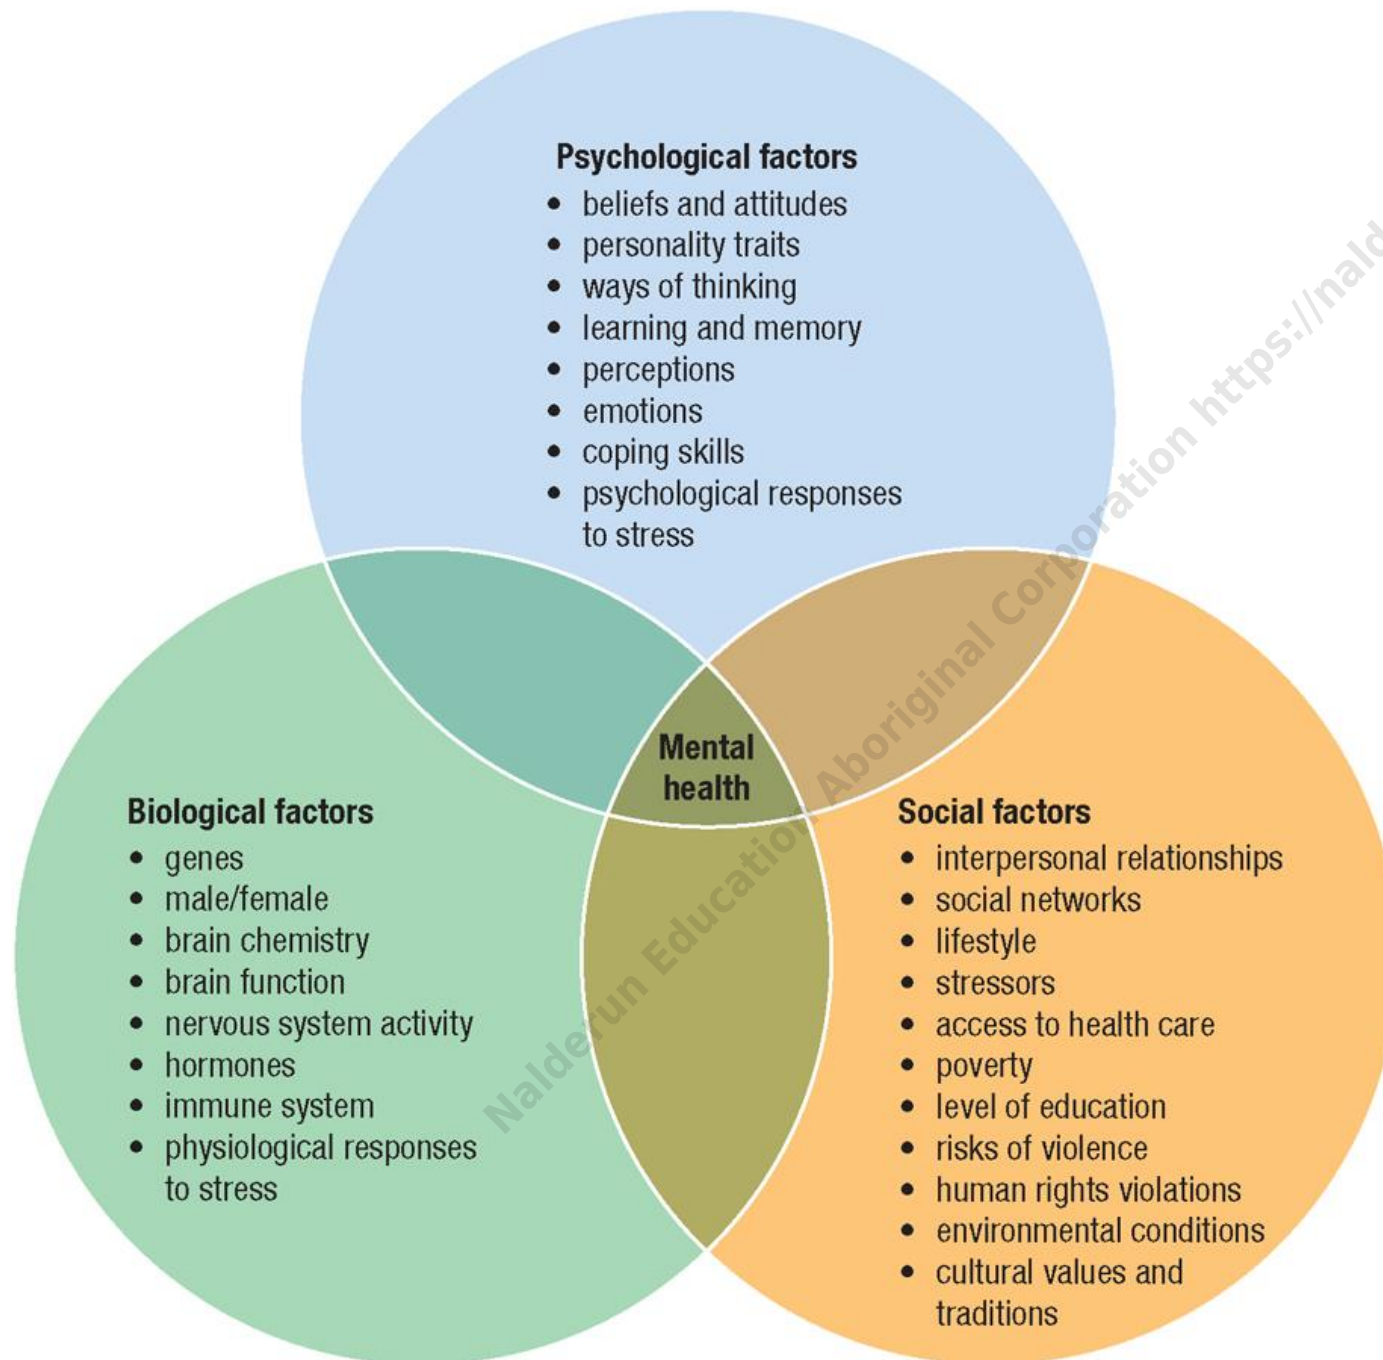 Psychological factors
• beliefs and attitudes
• personality traits
• ways of thinking
• learning and memory
• perceptions
• emotions
• coping skills
• psychological responses
to stress
Mental
health
Biological factors
• genes
• male/female
• brain chemistry
• brain function
• nervous system activity
• hormones
• immune system
• physiological responses
to stress
Social factors
• interpersonal relationships
• social networks
• lifestyle
• stressors
• access to health care
• poverty
• level of education
• risks of violence
• human rights violations
• environmental conditions
• cultural values and
traditions
Nalderun Education Aboriginal Corporation https://nald